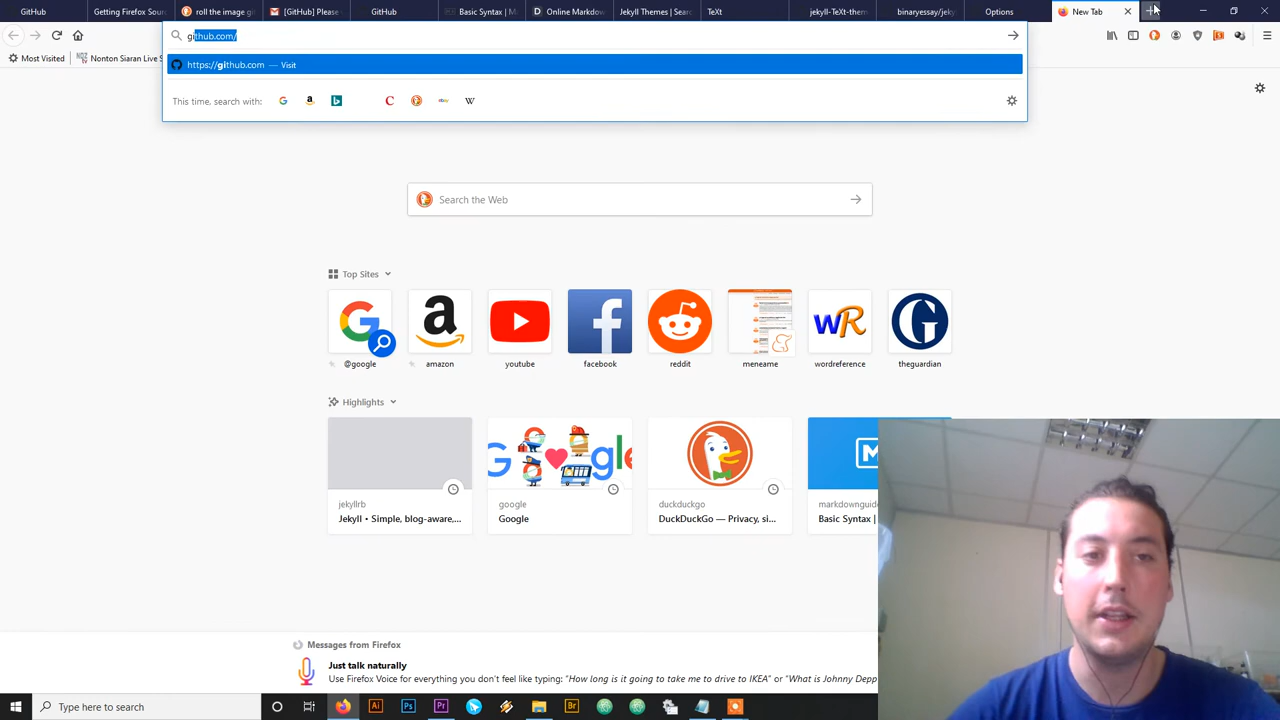 GitHub
Getting Firefox Soun
roll the image.gi
[GitHub] Please
GitHub
Basic Syntax | M
Online Markdow
Jekyll Themes | Sear
TeXt
jekyll-TeXt-them
binaryessay/jeky
Options
New Tab
github.com/
Most Visited
Nonton Siaran Live S
https://github.com — Visit
This time, search with:
Search the Web
Top Sites
@google
amazon
youtube
facebook
reddit
meneame
wordreference
theguardian
Highlights
jekyllrb
Jekyll • Simple, blog-aware,...
google
Google
duckduckgo
DuckDuckGo — Privacy, si...
markdownguid
Basic Syntax |
Messages from Firefox
Just talk naturally
Use Firefox Voice for everything you don't feel like typing: "How long is it going to take me to drive to IKEA" or "What is Johnny Depp
Type here to search